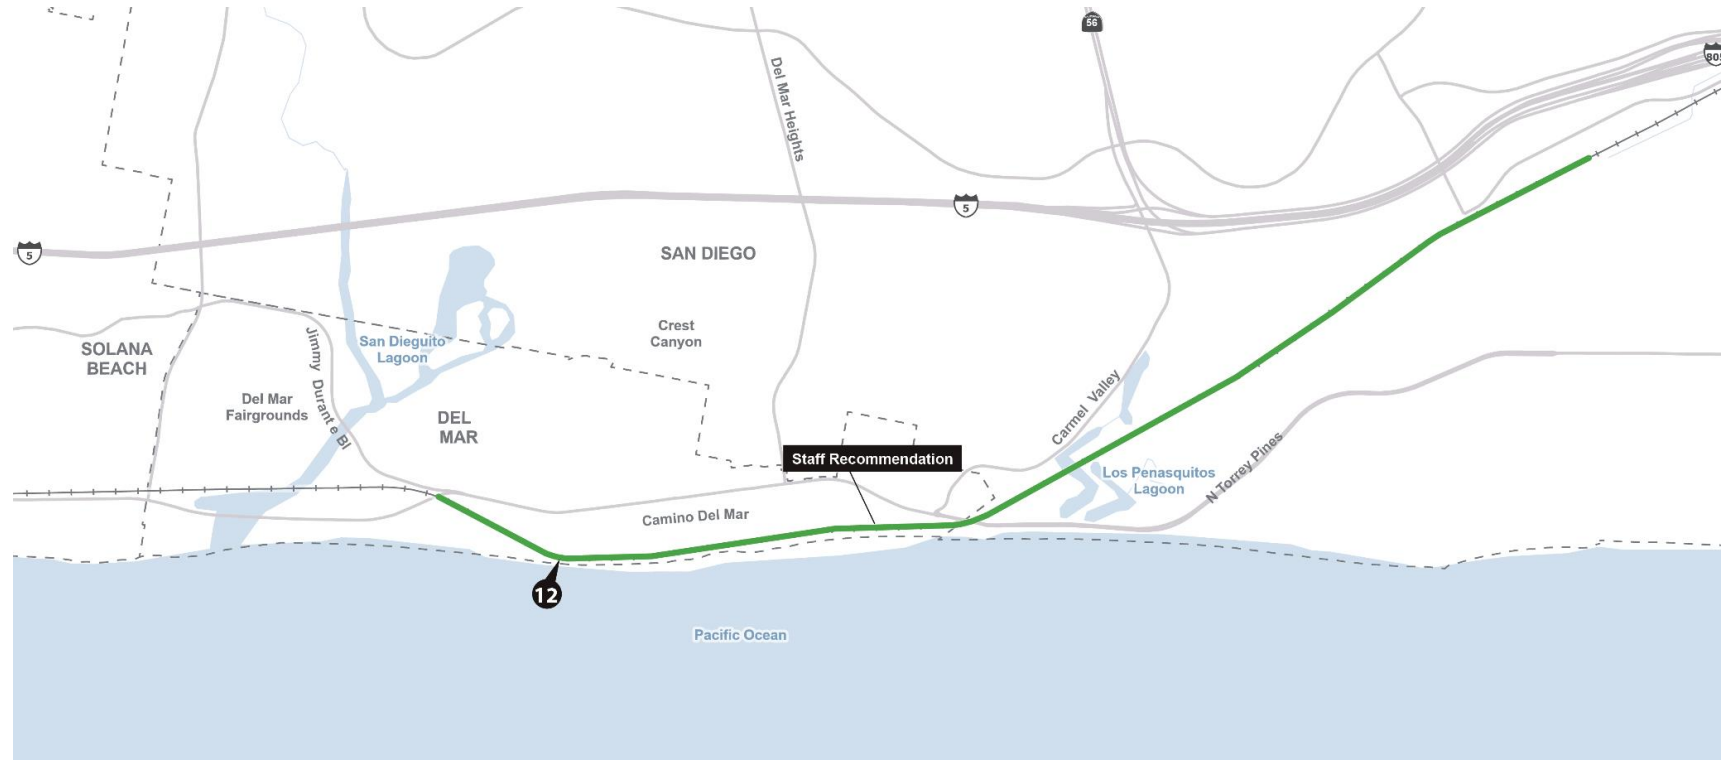 56
805
Del Mar Heights
5
5
SAN DIEGO
Crest
Canyon
SOLANA
BEACH
San Dieguito
Lagoon
Jimmy Durante Bl
Del Mar
Fairgrounds
DEL
MAR
Carmel Valley
Staff Recommendation
Los Penasquitos
Lagoon
N Torrey Pines
Camino Del Mar
12
Pacific Ocean